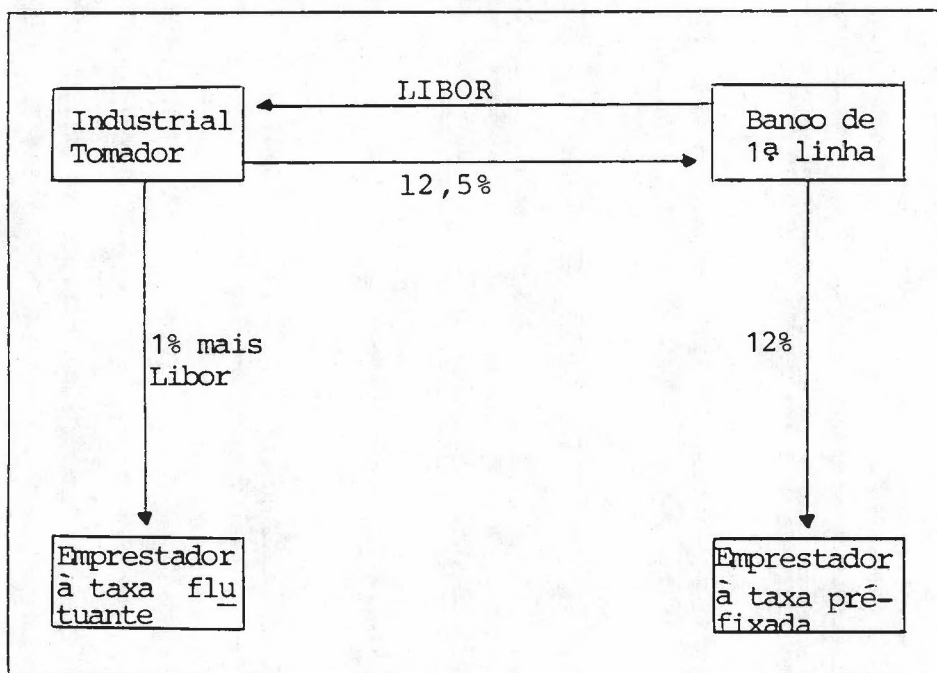 LIBOR
Industrial
Tomador
Banco de
1ª linha
12,5%
1% mais
Libor
12%
Emprestador
à taxa flu
tuante
Emprestador
à taxa pré-
fixada